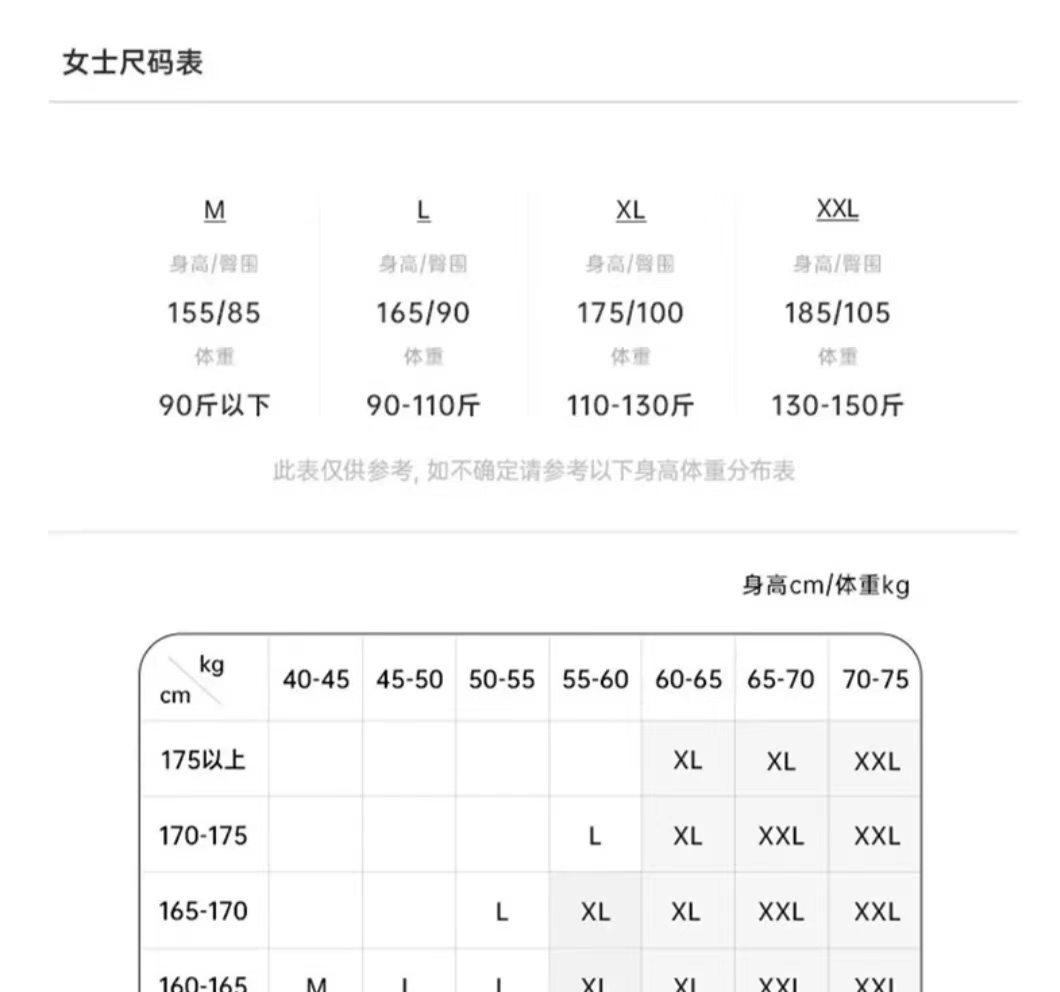 女士尺码表
M L XL XXL
身高/臀围 身高/臀围 身高/臀围 身高/臀围
155/85 165/90 175/100 185/105
体重 体重 体重 体重
90斤以下 90-110斤 110-130斤 130-150斤
此表仅供参考, 如不确定请参考以下身高体重分布表
身高cm/体重kg
kg
cm 40-45 45-50 50-55 55-60 60-65 65-70 70-75
175以上 XL XL XXL
170-175 L XL XXL XXL
165-170 L XL XL XXL XXL
160-165 M L L XL XL XXL XXL